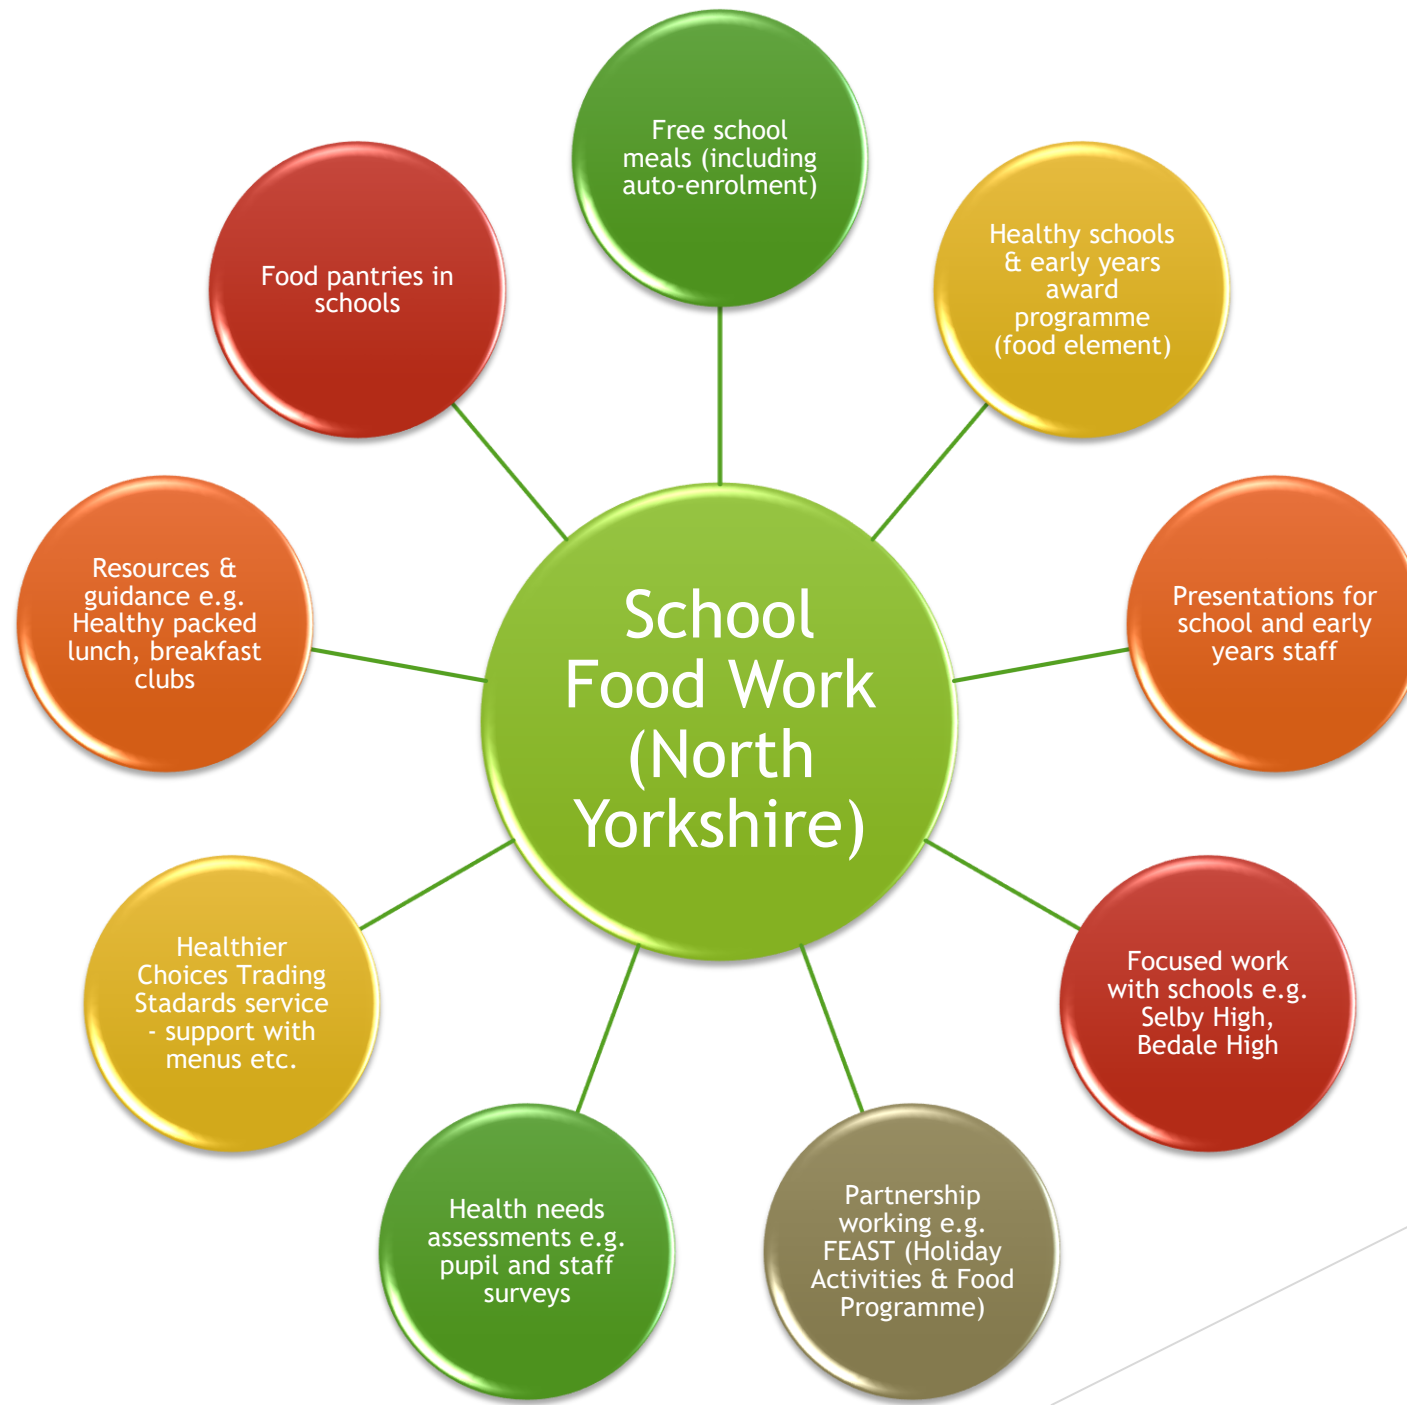 Free school
meals (including
auto-enrolment)
Healthy schools
& early years
award
programme
(food element)
Presentations for
school and early
years staff
Focused work
with schools e.g.
Selby High,
Bedale High
Partnership
working e.g.
FEAST (Holiday
Activities & Food
Programme)
Health needs
assessments e.g.
pupil and staff
surveys
Healthier
Choices Trading
Stadards service
- support with
menus etc.
Resources &
guidance e.g.
Healthy packed
lunch, breakfast
clubs
Food pantries in
schools
School
Food Work
(North
Yorkshire)